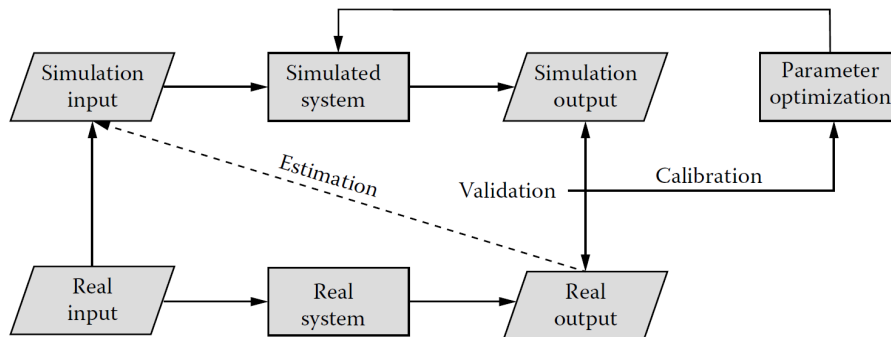 Simulation
input
Simulated
system
Simulation
output
Parameter
optimization
Estimation
Validation
Calibration
Real
input
Real
system
Real
output